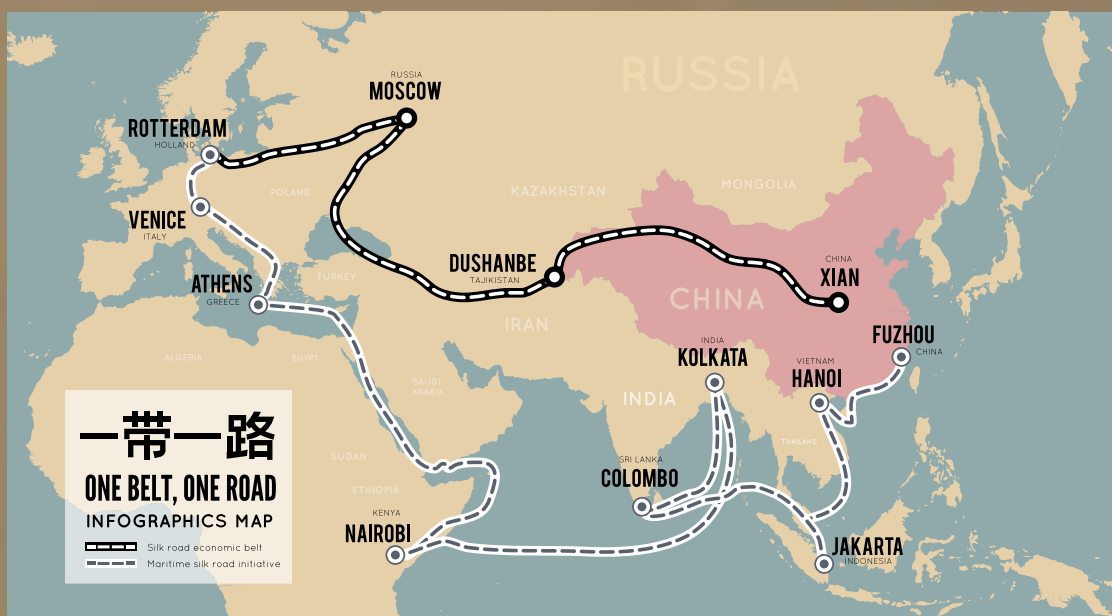 RUSSIA
RUSSIA
MOSCOW
ROTTERDAM
HOLLAND
POLAND
KAZAKHSTAN
MONGOLIA
VENICE
ITALY
DUSHANBE
TAJIKISTAN
CHINA
XIAN
ATHENS
GREECE
TURKEY
CHINA
IRAN
FUZHOU
CHINA
INDIA
KOLKATA
VIETNAM
HANOI
ALGERIA
EGYPT
SAUDI
ARABIA
INDIA
THAILAND
SUDAN
SRI LANKA
COLOMBO
ETHIOPIA
KENYA
NAIROBI
JAKARTA
INDONESIA
一带一路
ONE BELT, ONE ROAD
INFOGRAPHICS MAP
Silk road economic belt
Maritime silk road initiative